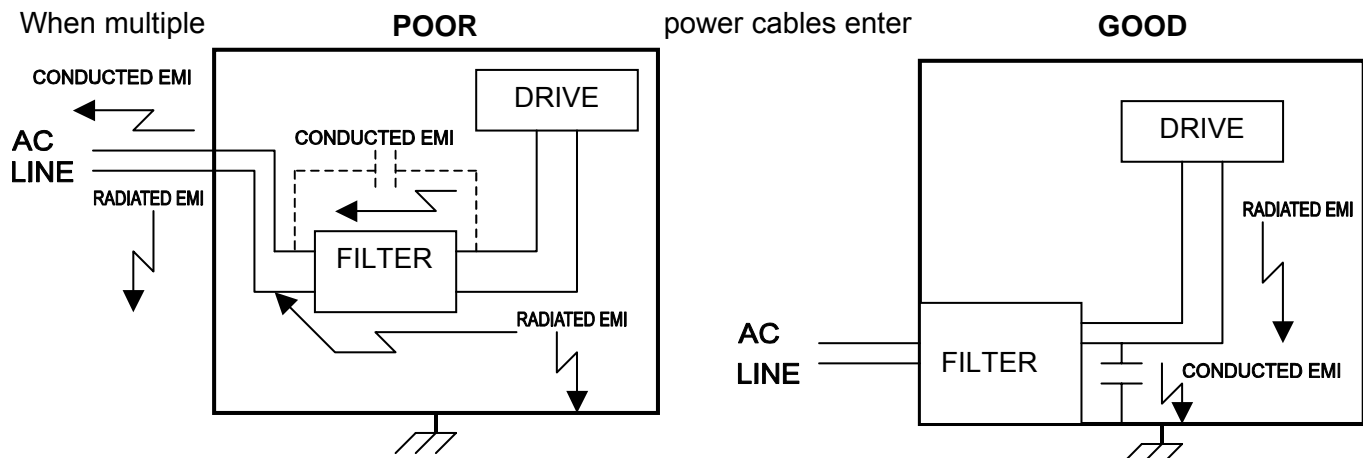 When multiple POOR power cables enter GOOD
CONDUCTED EMI
DRIVE
CONDUCTED EMI
AC
LINE
RADIATED EMI
FILTER
RADIATED EMI
DRIVE
RADIATED EMI
AC
LINE
FILTER
CONDUCTED EMI